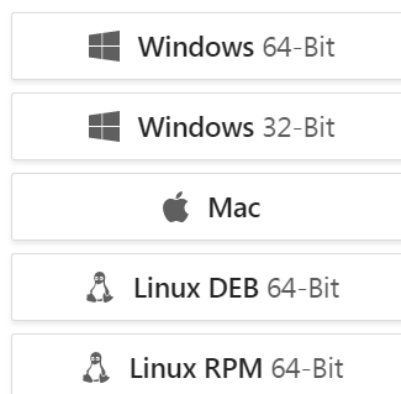 Windows 64-Bit
Windows 32-Bit
Mac
Linux DEB 64-Bit
Linux RPM 64-Bit